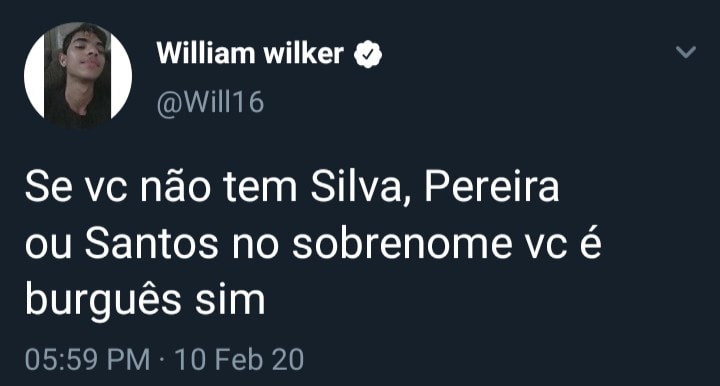 William wilker
@Will16
Se vc não tem Silva, Pereira
ou Santos no sobrenome vc é
burguês sim
05:59 PM · 10 Feb 20